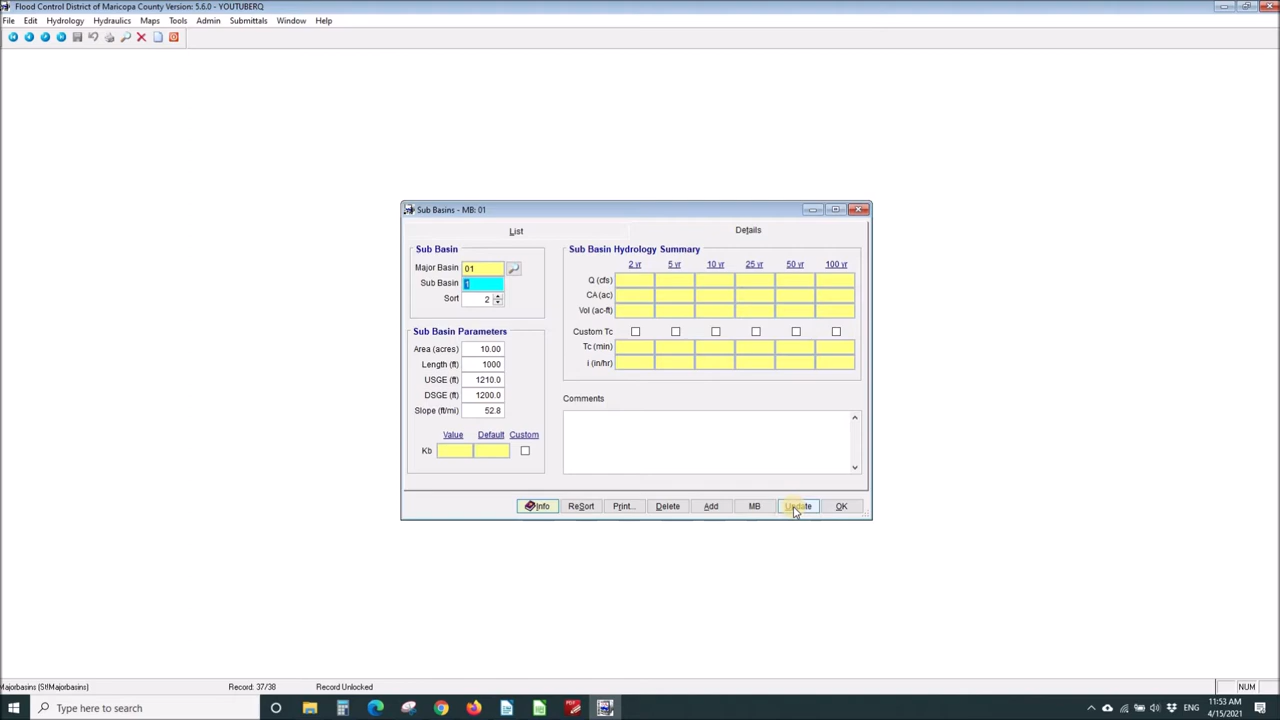 Flood Control District of Maricopa County Version: 5.6.0 - YOUTUBERQ
File Edit Hydrology Hydraulics Maps Tools Admin Submittals Window Help
Sub Basins - MB: 01
List Details
Sub Basin
Major Basin 01
Sub Basin 1
Sort 2
Sub Basin Parameters
Area (acres) 10.00
Length (ft) 1000
USGE (ft) 1210.0
DSGE (ft) 1200.0
Slope (ft/mi) 52.8
Value Default Custom
Kb
Sub Basin Hydrology Summary
2 yr 5 yr 10 yr 25 yr 50 yr 100 yr
Q (cfs)
CA (ac)
Vol (ac-ft)
Custom Tc
Tc (min)
i (in/hr)
Comments
Info ReSort Print... Delete Add MB Update OK
Majorbasins (St!Majorbasins) Record: 37/38 Record Unlocked NUM
Type here to search
ENG
11:53 AM
4/15/2021